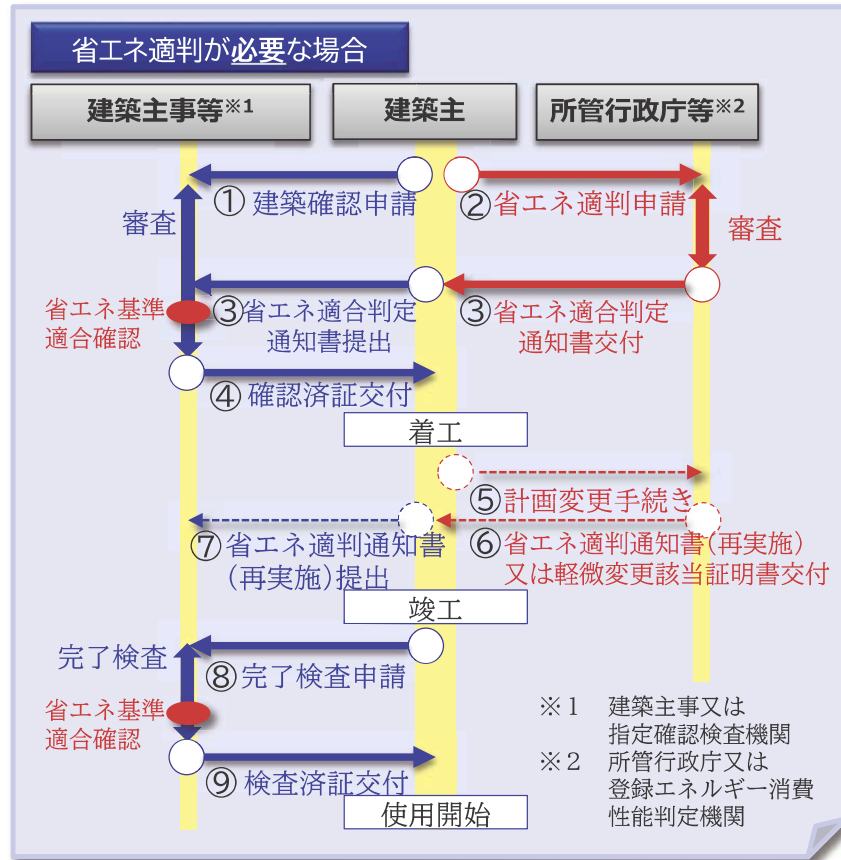 省エネ適判が必要な場合
建築主事等※1
建築主
所管行政庁等※2
①建築確認申請
②省エネ適判申請
審査
審査
省エネ基準
適合確認
③省エネ適合判定
通知書提出
③省エネ適合判定
通知書交付
④確認済証交付
着工
⑤計画変更手続き
⑦省エネ適判通知書
(再実施)提出
⑥省エネ適判通知書(再実施)
又は軽微変更該当証明書交付
竣工
完了検査
⑧完了検査申請
省エネ基準
適合確認
⑨検査済証交付
使用開始
※1 建築主事又は
指定確認検査機関
※2 所管行政庁又は
登録エネルギー消費
性能判定機関